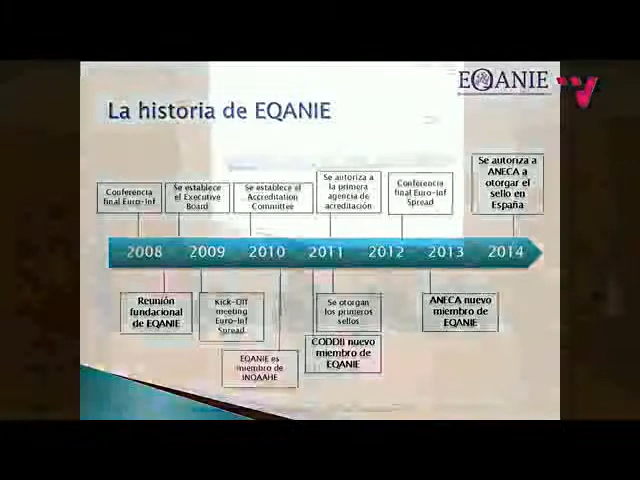 EQANIE
La historia de EQANIE
Conferencia
final Euro-Inf
Se establece
el Executive
Board
Se establece el
Accreditation
Committee
Se autoriza a
la primera
agencia de
acreditación
Conferencia
final Euro-Inf
Spread
Se autoriza a
ANECA a
otorgar el
sello en
España
2008
2009
2010
2011
2012
2013
2014
Reunión
fundacional
de EQANIE
Kick-Off
meeting
Euro-Inf
Spread
EQANIE es
miembro de
INQAAHE
Se otorgan
los primeros
sellos
CODDII nuevo
miembro de
EQANIE
ANECA nuevo
miembro de
EQANIE